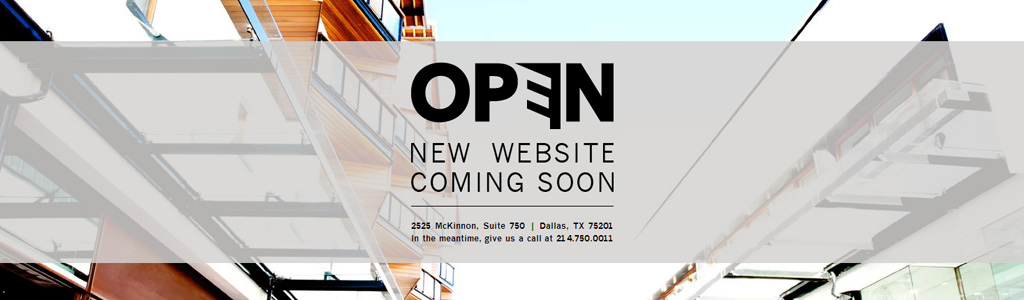 OPEN
NEW WEBSITE
COMING SOON
2525 McKinnon, Suite 750 | Dallas, TX 75201
In the meantime, give us a call at 214.750.0011